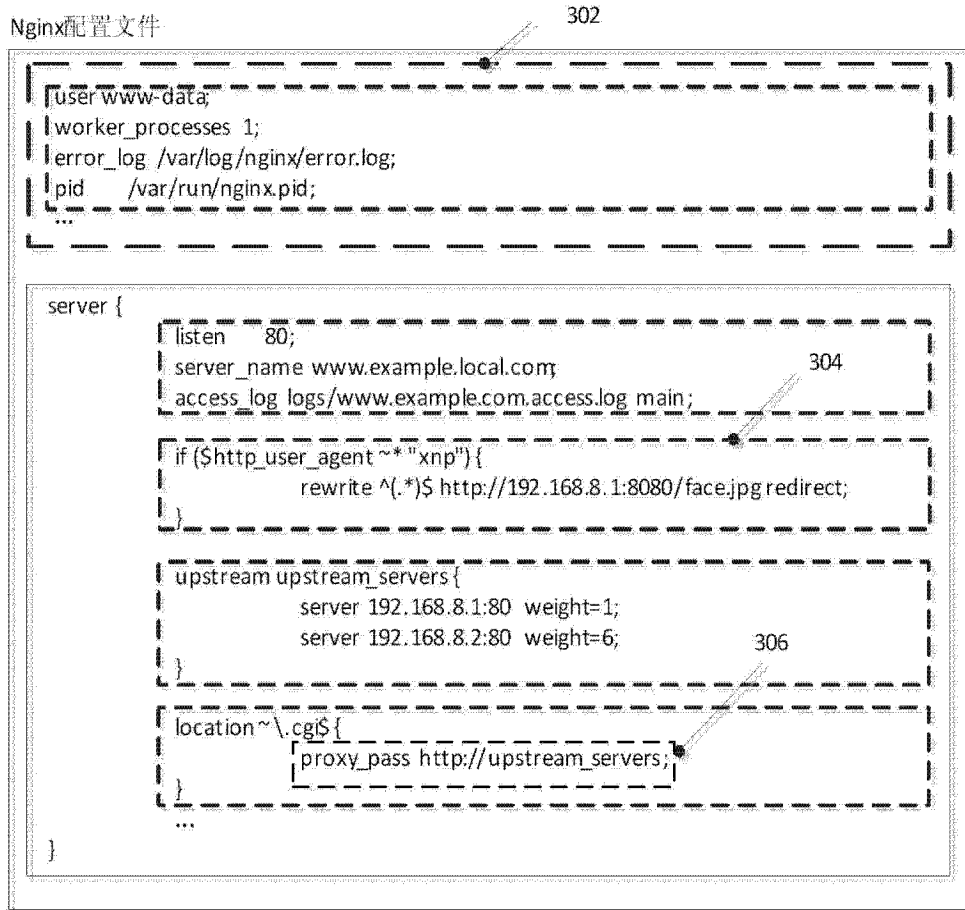 Nginx配置文件
302
user www-data;
worker_processes 1;
error_log /var/log/nginx/error.log;
pid /var/run/nginx.pid;
...
server {
listen 80;
server_name www.example.local.com;
304
access_log logs/www.example.com.access.log main;
if ($http_user_agent ~* "xnp") {
rewrite ^(.*)$ http://192.168.8.1:8080/face.jpg redirect;
}
upstream upstream_servers {
server 192.168.8.1:80 weight=1;
server 192.168.8.2:80 weight=6;
306
}
location ~ \.cgi$ {
proxy_pass http://upstream_servers;
}
...
}